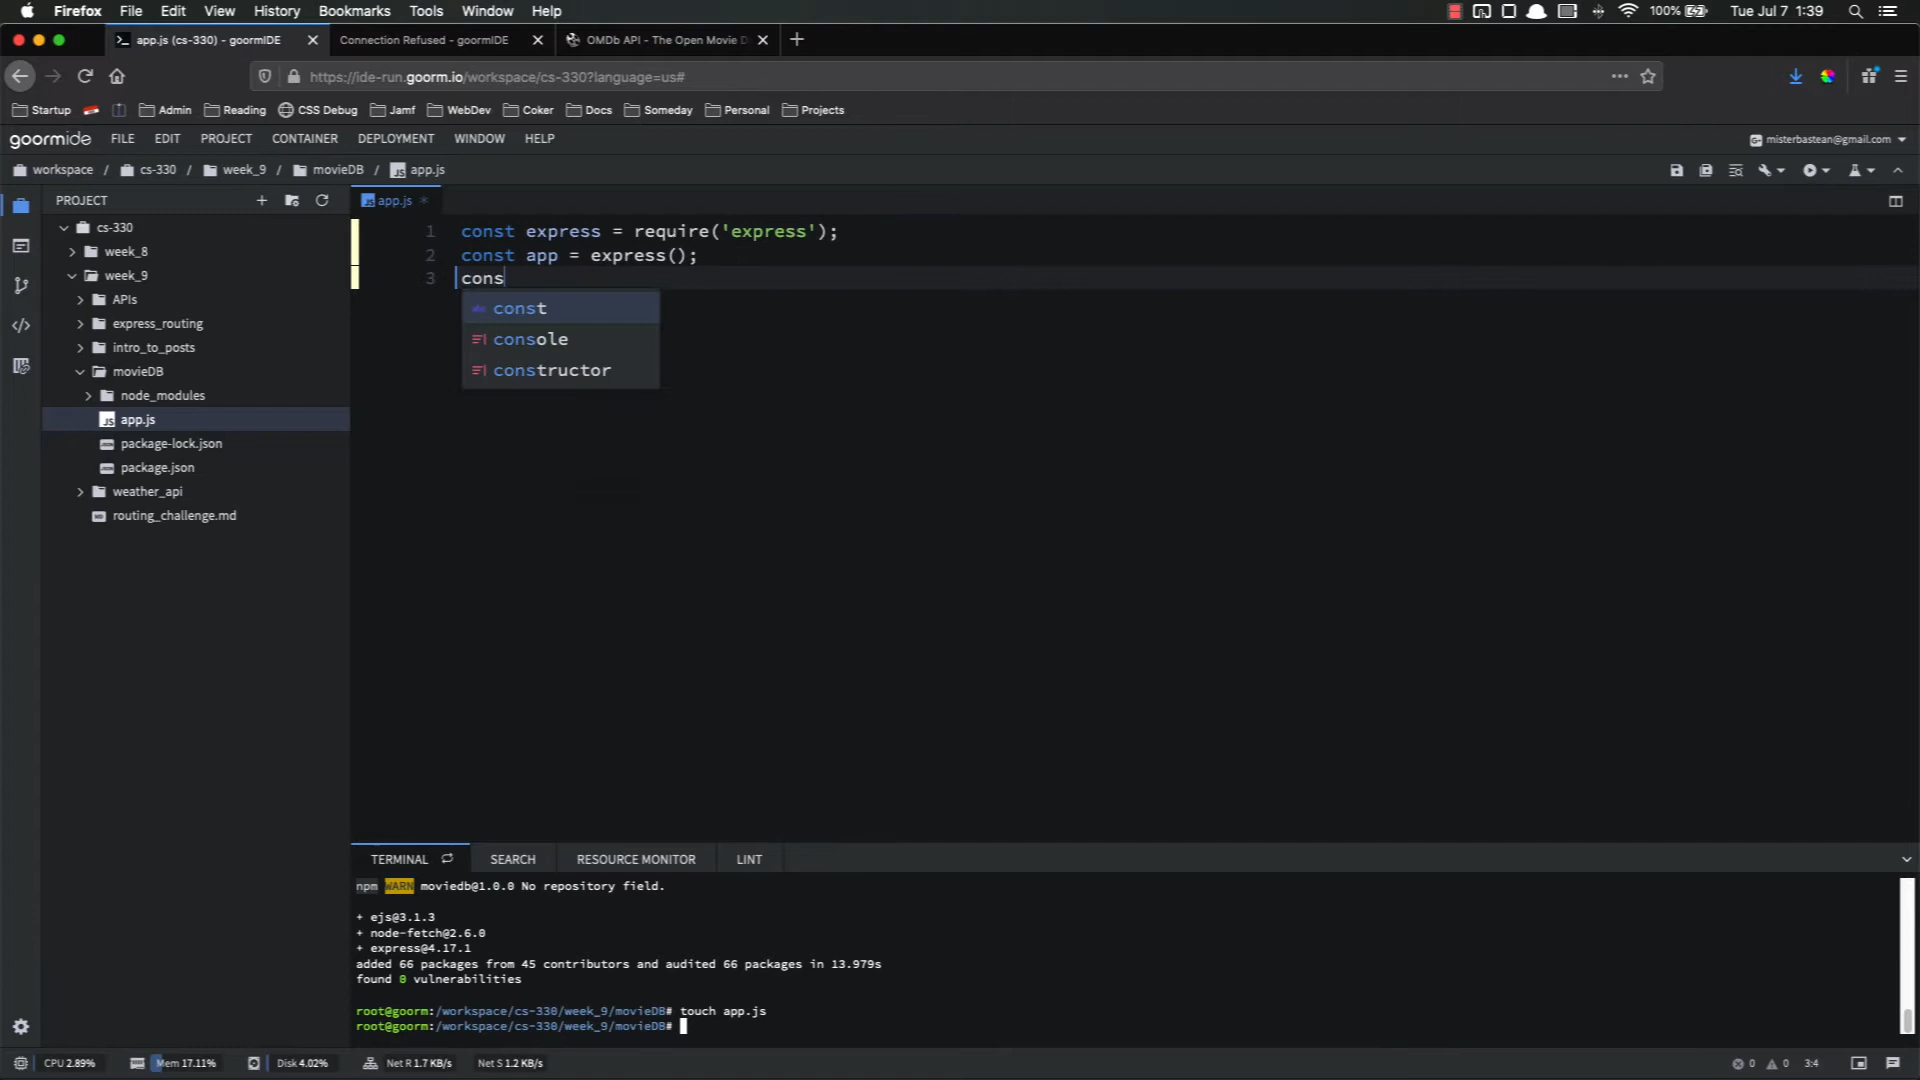 Firefox File Edit View History Bookmarks Tools Window Help 100% Tue Jul 7 1:39
app.js (cs-330) - goormIDE Connection Refused - goormIDE OMDb API - The Open Movie D
https://ide-run.goorm.io/workspace/cs-330?language=us#
Startup Admin Reading CSS Debug Jamf WebDev Coker Docs Someday Personal Projects
goormide FILE EDIT PROJECT CONTAINER DEPLOYMENT WINDOW HELP misterbastean@gmail.com
workspace / cs-330 / week_9 / movieDB / app.js
PROJECT
app.js
cs-330
week_8
week_9
APIs
express_routing
intro_to_posts
movieDB
node_modules
app.js
package-lock.json
package.json
weather_api
routing_challenge.md
1 const express = require('express');
2 const app = express();
3 cons
const
console
constructor
TERMINAL SEARCH RESOURCE MONITOR LINT
npm WARN moviedb@1.0.0 No repository field.
+ ejs@3.1.3
+ node-fetch@2.6.0
+ express@4.17.1
added 66 packages from 45 contributors and audited 66 packages in 13.979s
found 0 vulnerabilities
root@goorm:/workspace/cs-330/week_9/movieDB# touch app.js
root@goorm:/workspace/cs-330/week_9/movieDB#
CPU 2.89% Mem 17.11% Disk 4.02% Net R 1.7 KB/s Net S 1.2 KB/s 0 0 3:4